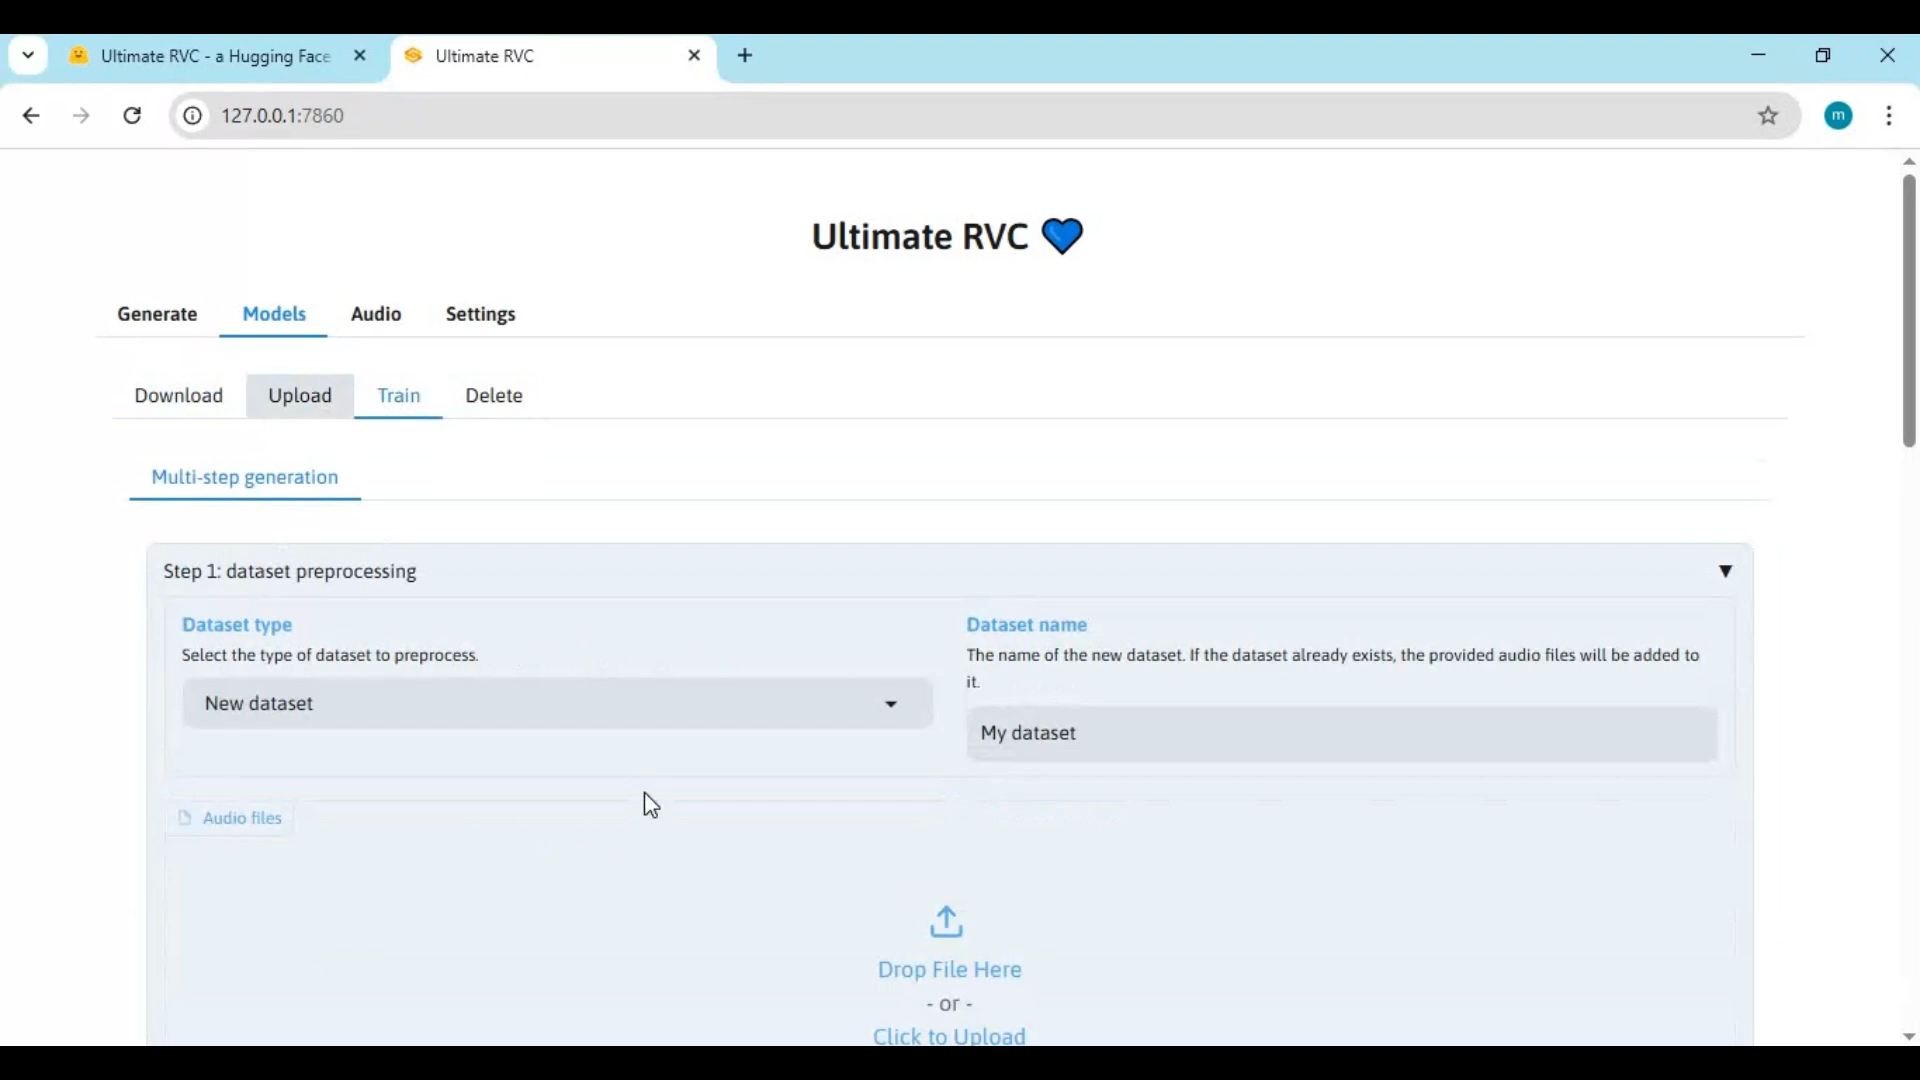 Ultimate RVC - a Hugging Face
Ultimate RVC
127.0.0.1:7860
m
Ultimate RVC
Generate
Models
Audio
Settings
Download
Upload
Train
Delete
Multi-step generation
Step 1: dataset preprocessing
Dataset type
Select the type of dataset to preprocess.
New dataset
Dataset name
The name of the new dataset. If the dataset already exists, the provided audio files will be added to
it.
My dataset
Audio files
Drop File Here
- or -
Click to Upload